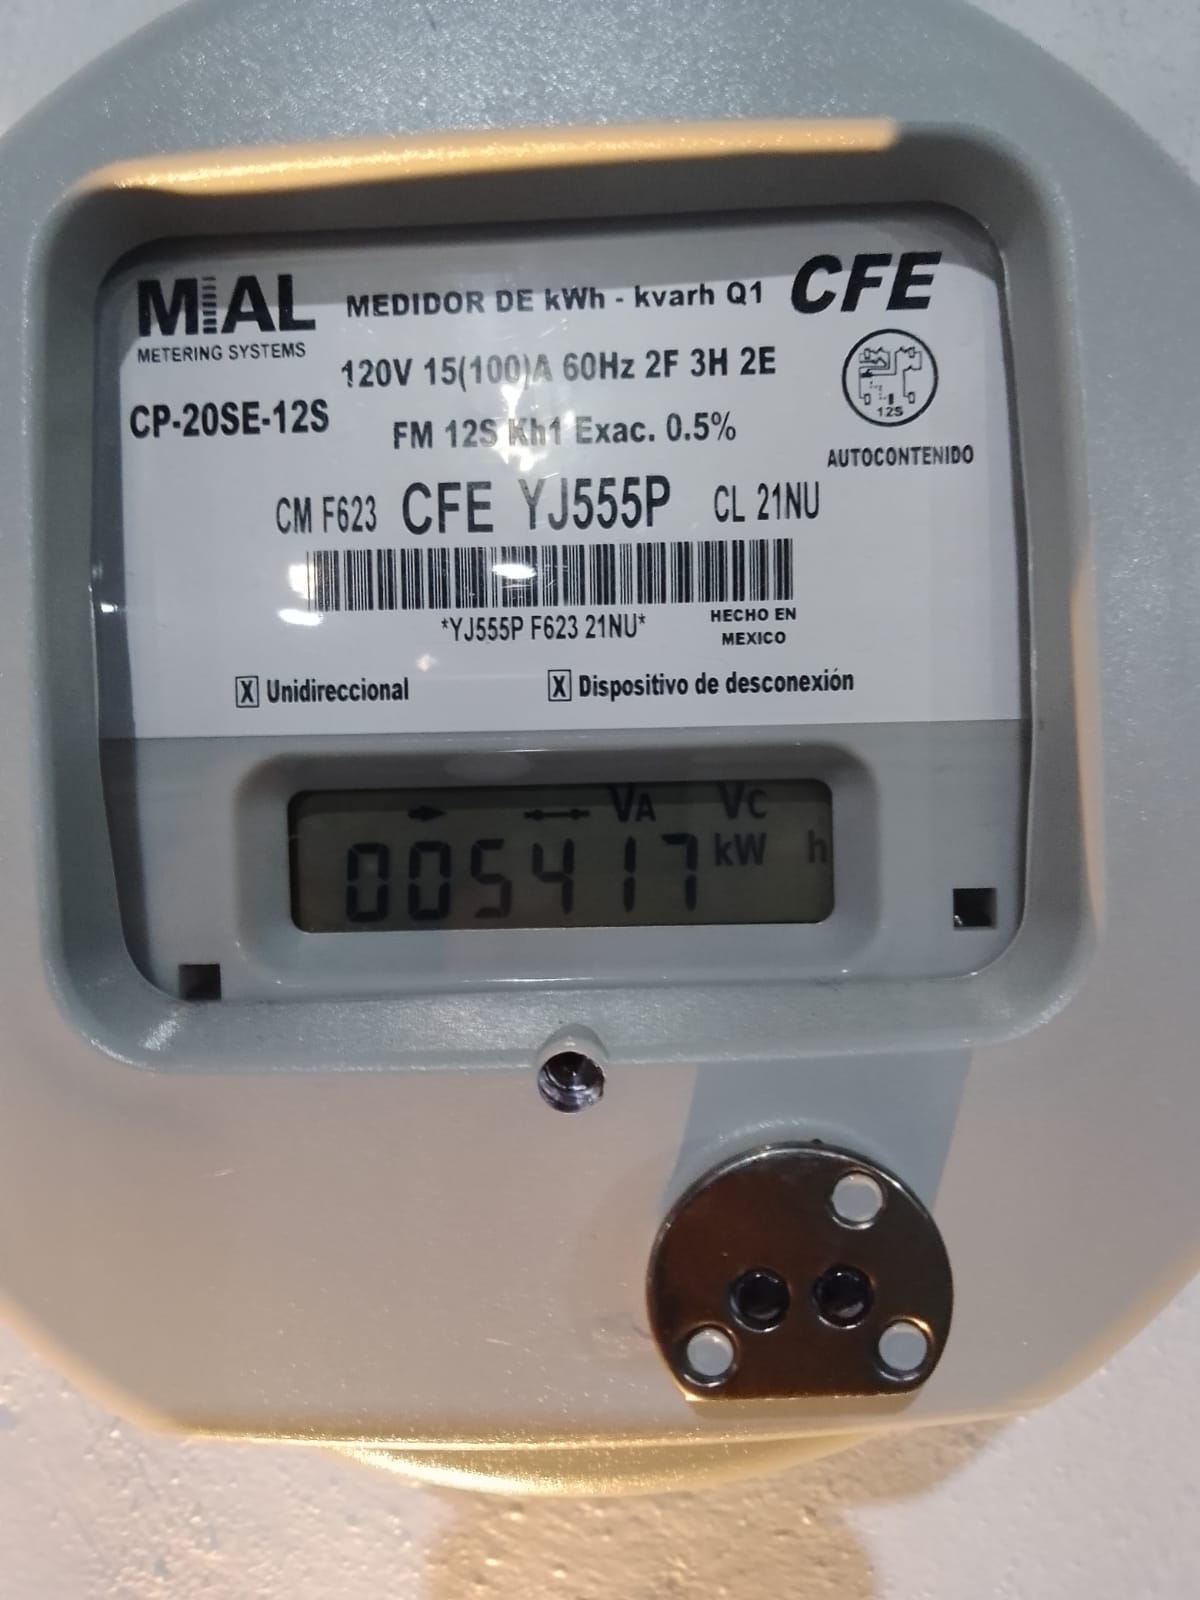 MIAL
METERING SYSTEMS
MEDIDOR DE kWh - kvarh Q1
CFE
120V 15(100)A 60Hz 2F 3H 2E
CP-20SE-12S
FM 12S Kh1 Exac. 0.5%
12S
AUTOCONTENIDO
CM F623 CFE YJ555P CL 21NU
*YJ555P F623 21NU*
HECHO EN
MEXICO
X Unidireccional
X Dispositivo de desconexión
VA VC
005417 kW h